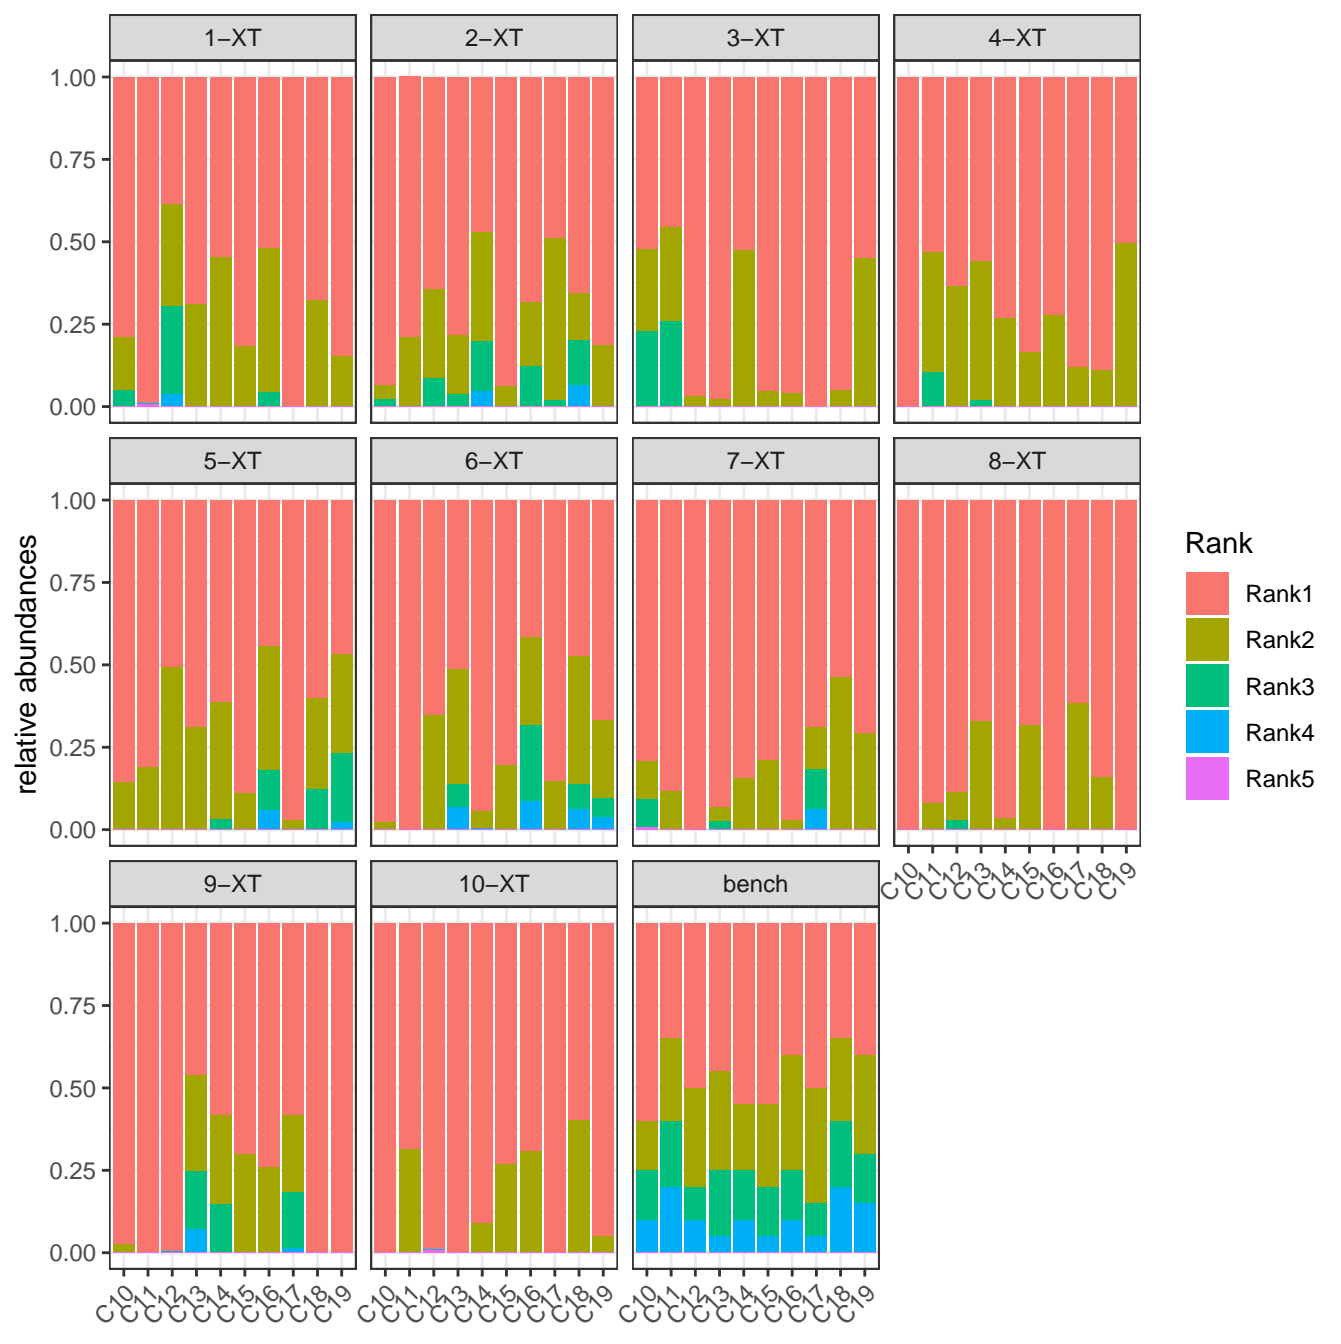 1−XT 2−XT 3−XT 4−XT
1.00
0.75
0.50
0.25
0.00
5−XT 6−XT 7−XT 8−XT
1.00
0.75
0.50
0.25
0.00
relative abundances
Rank
Rank1
Rank2
Rank3
Rank4
Rank5
C10 C11 C12 C13 C14 C15 C16 C17 C18 C19
9−XT 10−XT bench
1.00
0.75
0.50
0.25
0.00
C10 C11 C12 C13 C14 C15 C16 C17 C18 C19 C10 C11 C12 C13 C14 C15 C16 C17 C18 C19 C10 C11 C12 C13 C14 C15 C16 C17 C18 C19